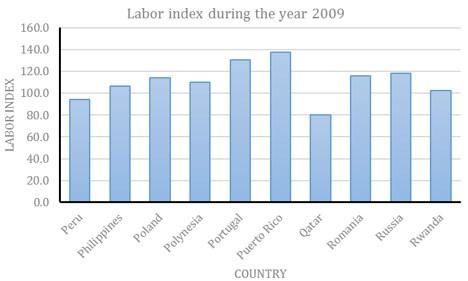 Labor index during the year 2009
LABOR INDEX
160.0
140.0
120.0
100.0
80.0
60.0
40.0
20.0
0.0
Peru
Philippines
Poland
Polynesia
Portugal
Puerto Rico
Qatar
Romania
Russia
Rwanda
COUNTRY